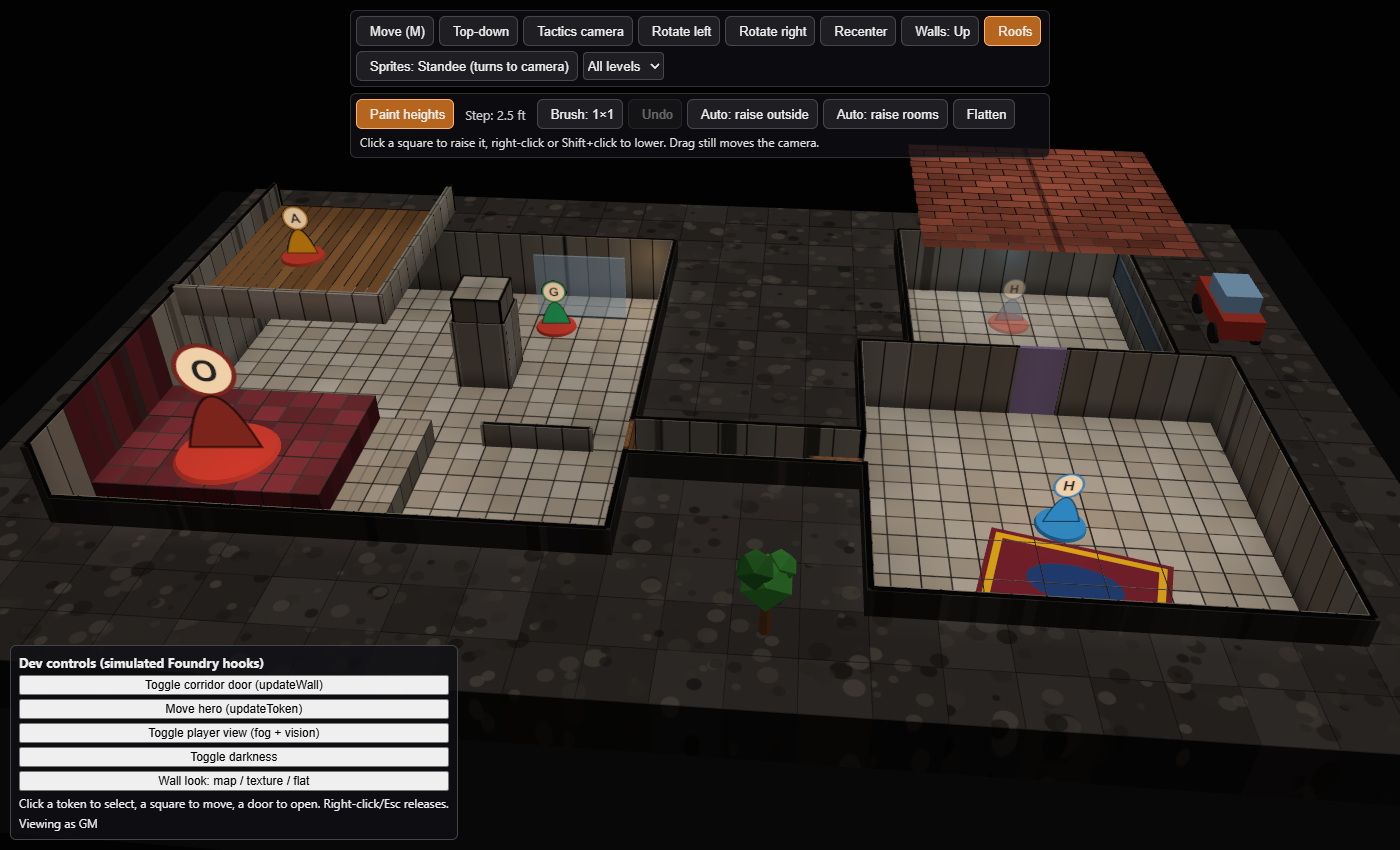 Move (M) Top-down Tactics camera Rotate left Rotate right Recenter Walls: Up Roofs
Sprites: Standee (turns to camera) All levels
Paint heights Step: 2.5 ft Brush: 1×1 Undo Auto: raise outside Auto: raise rooms Flatten
Click a square to raise it, right-click or Shift+click to lower. Drag still moves the camera.
A
G
H
O
H
Dev controls (simulated Foundry hooks)
Toggle corridor door (updateWall)
Move hero (updateToken)
Toggle player view (fog + vision)
Toggle darkness
Wall look: map / texture / flat
Click a token to select, a square to move, a door to open. Right-click/Esc releases.
Viewing as GM